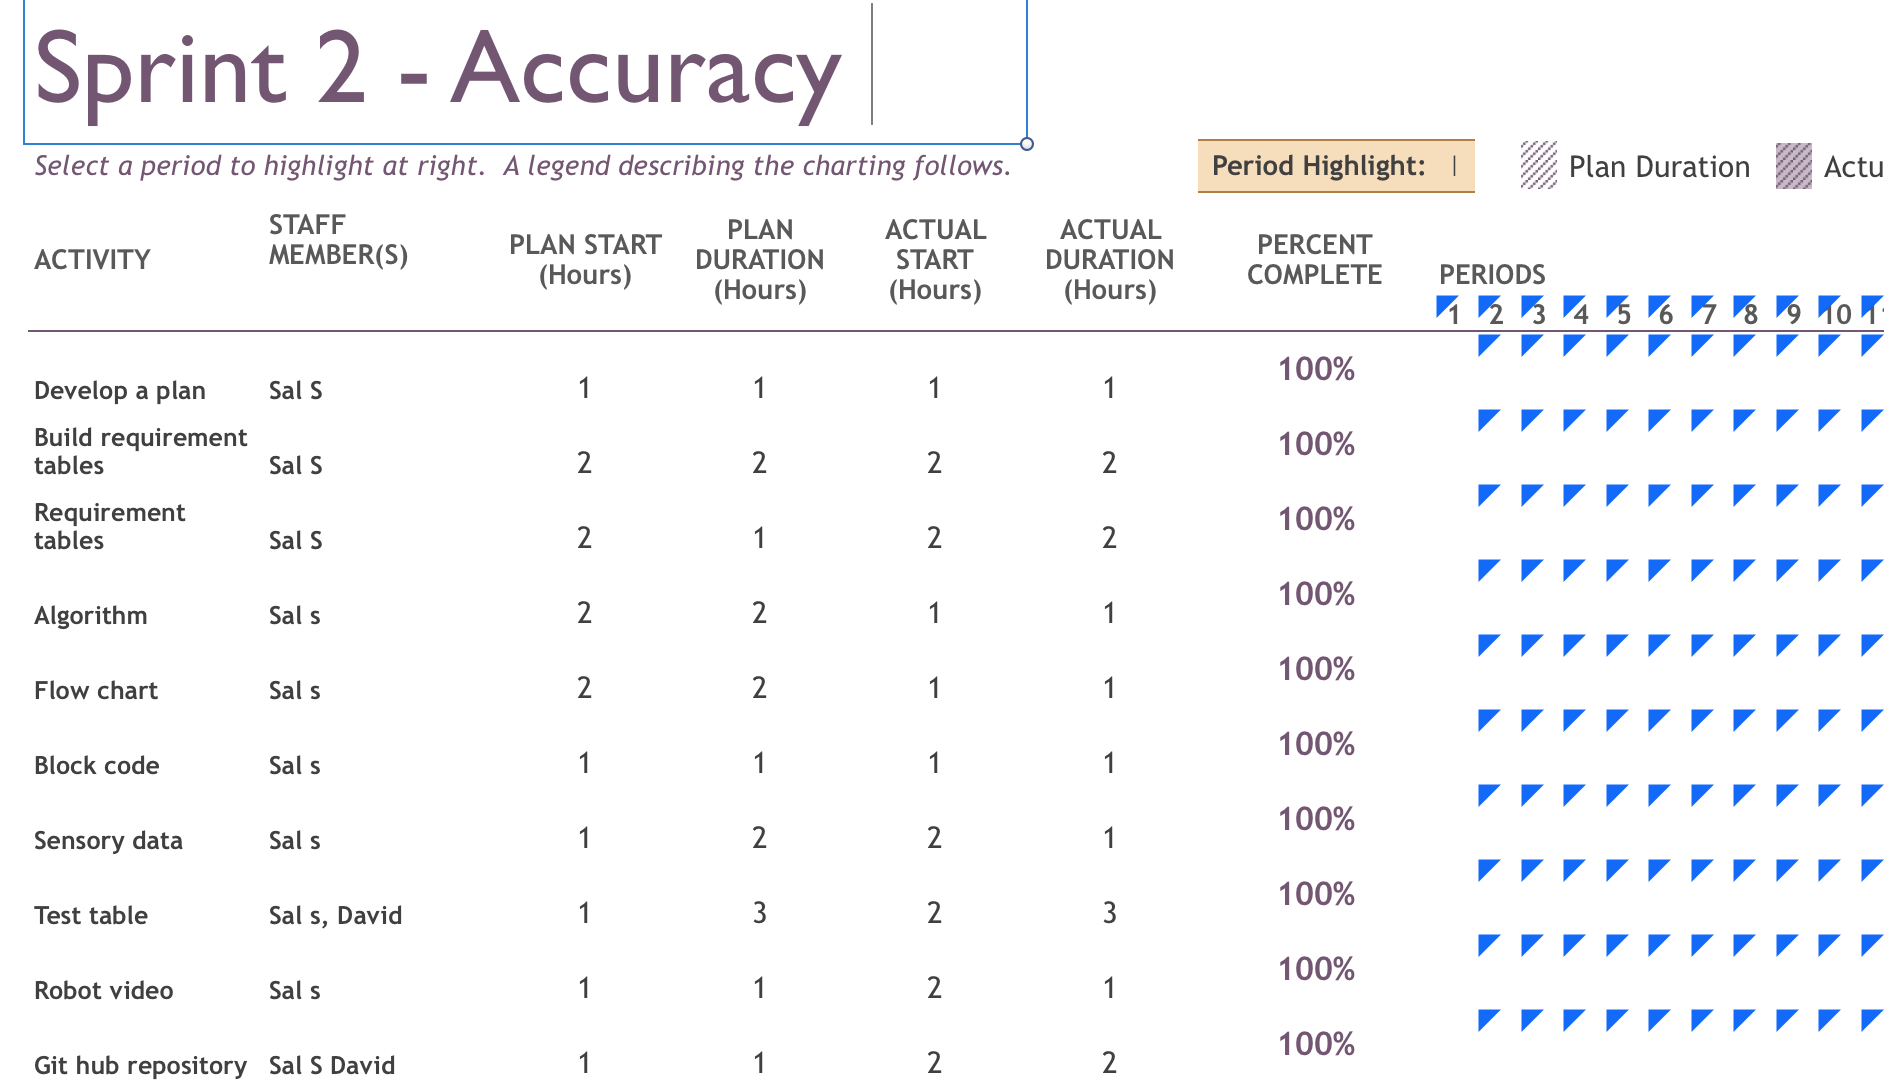 Sprint 2 - Accuracy
Select a period to highlight at right.  A legend describing the charting follows.
Period Highlight:
Plan Duration
Actu
ACTIVITY
STAFF
MEMBER(S)
PLAN START
(Hours)
PLAN
DURATION
(Hours)
ACTUAL
START
(Hours)
ACTUAL
DURATION
(Hours)
PERCENT
COMPLETE
PERIODS
1 2 3 4 5 6 7 8 9 10 11
Develop a plan Sal S 1 1 1 1 100%
Build requirement
tables Sal S 2 2 2 2 100%
Requirement
tables Sal S 2 1 2 2 100%
Algorithm Sal s 2 2 1 1 100%
Flow chart Sal s 2 2 1 1 100%
Block code Sal s 1 1 1 1 100%
Sensory data Sal s 1 2 2 1 100%
Test table Sal s, David 1 3 2 3 100%
Robot video Sal s 1 1 2 1 100%
Git hub repository Sal S David 1 1 2 2 100%